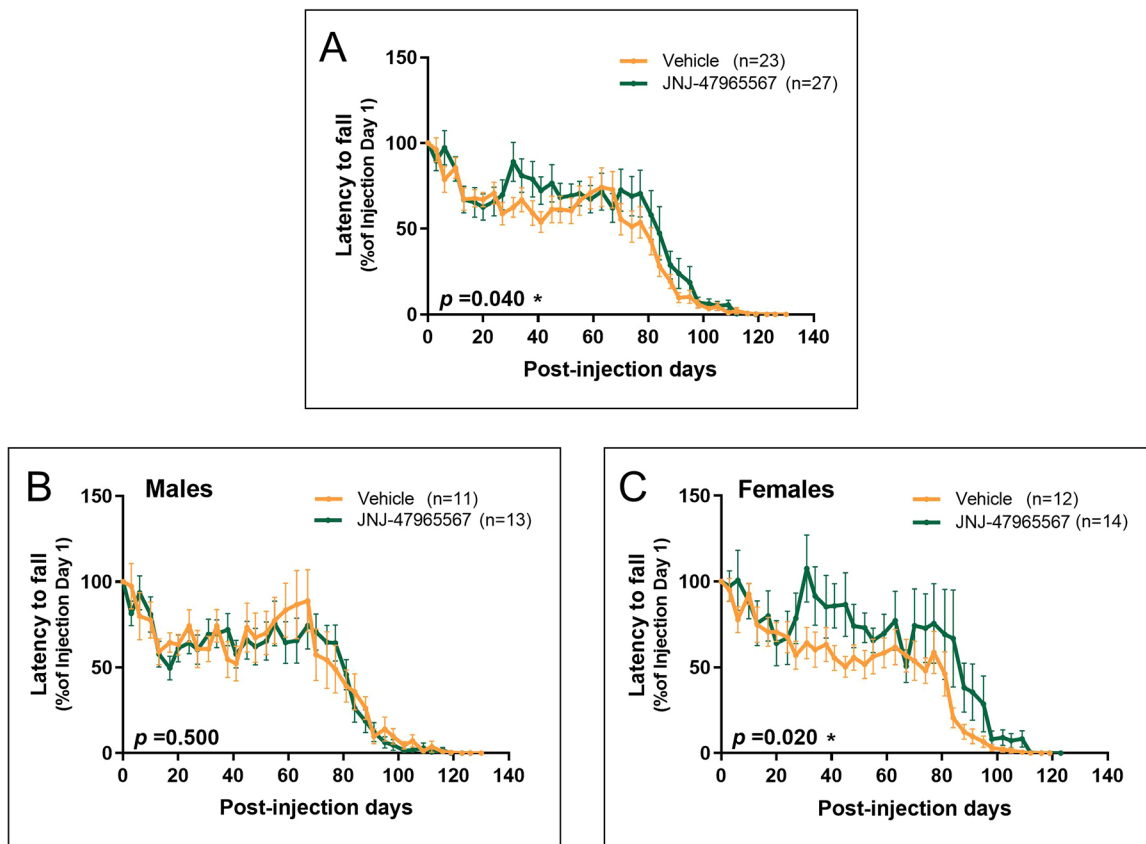 A
Vehicle (n=23)
JNJ-47965567 (n=27)
Latency to fall
(%of Injection Day 1)
150
100
50
0
p =0.040 *
0 20 40 60 80 100 120 140
Post-injection days
B Males
Vehicle (n=11)
JNJ-47965567 (n=13)
Latency to fall
(%of Injection Day 1)
150
100
50
0
p =0.500
0 20 40 60 80 100 120 140
Post-injection days
C Females
Vehicle (n=12)
JNJ-47965567 (n=14)
Latency to fall
(%of Injection Day 1)
150
100
50
0
p =0.020 *
0 20 40 60 80 100 120 140
Post-injection days